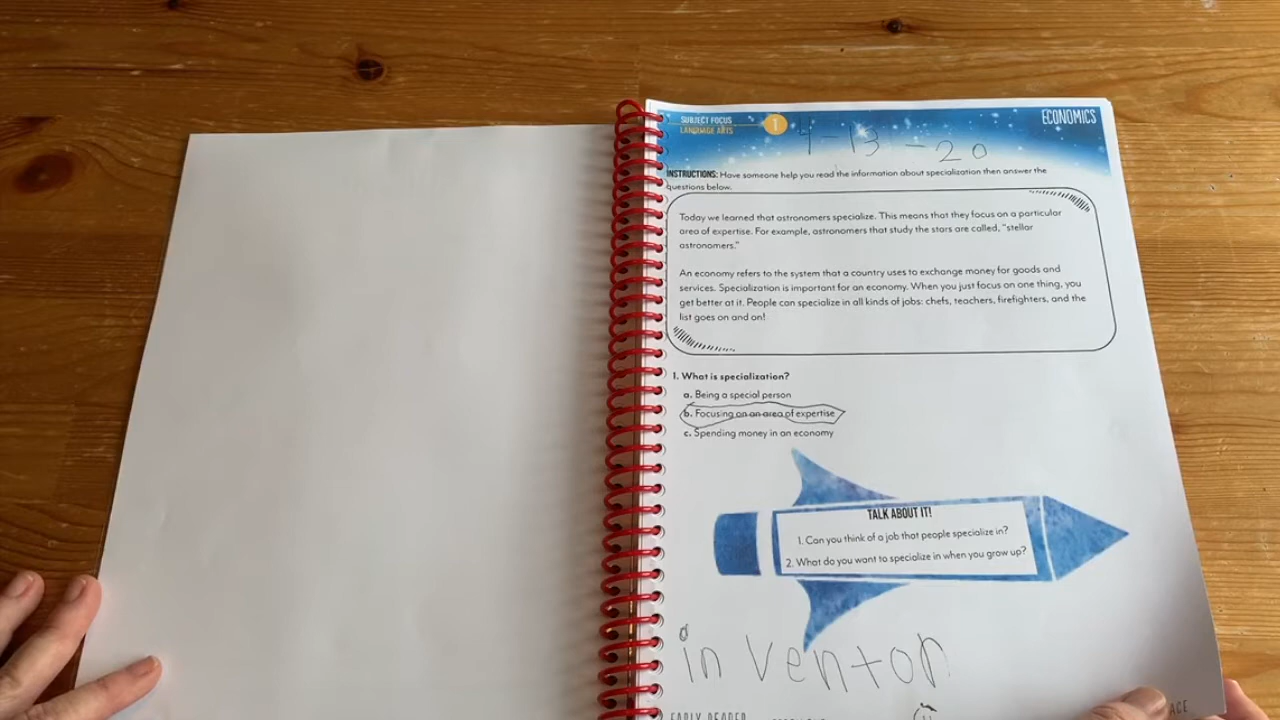 SUBJECT FOCUS
LANGUAGE ARTS
1
ECONOMICS
4-13-20
INSTRUCTIONS: Have someone help you read the information about specialization then answer the
questions below.
Today we learned that astronomers specialize. This means that they focus on a particular
area of expertise. For example, astronomers that study the stars are called, "stellar
astronomers."
An economy refers to the system that a country uses to exchange money for goods and
services. Specialization is important for an economy. When you just focus on one thing, you
get better at it. People can specialize in all kinds of jobs: chefs, teachers, firefighters, and the
list goes on and on!
1. What is specialization?
a. Being a special person
b. Focusing on an area of expertise
c. Spending money in an economy
TALK ABOUT IT!
1. Can you think of a job that people specialize in?
2. What do you want to specialize in when you grow up?
inventor
EARLY READER